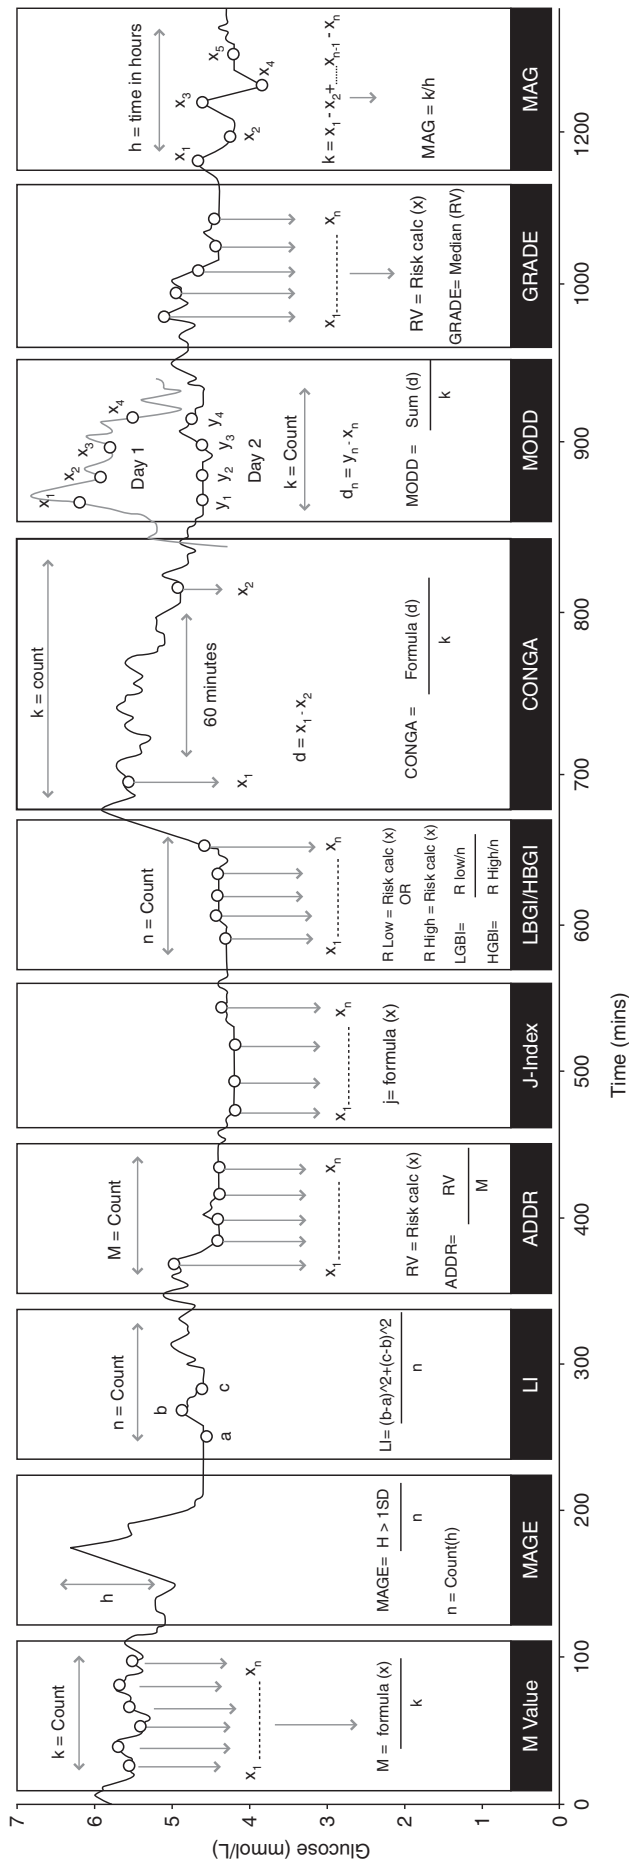 7
6
5
4
3
2
1
0
Glucose (mmol/L)
k = Count
x1 xn
M = formula (x)
k
M Value
h
MAGE= H > 1SD
n
n = Count(h)
MAGE
n = Count
a
b
c
LI= (b-a)^2+(c-b)^2
n
LI
M = Count
x1 xn
RV = Risk calc (x)
ADDR= RV
M
ADDR
x1 xn
j= formula (x)
J-Index
n = Count
x1 xn
R Low = Risk calc (x)
OR
R High = Risk calc (x)
LGBI= R low/n
HGBI= R High/n
LBGI/HBGI
k = count
60 minutes
x1
x2
d = x1 - x2
CONGA = Formula (d)
k
CONGA
x1
x2
x3
x4
Day 1
y1 y2 y3 y4
Day 2
k = Count
dn = yn - xn
MODD = Sum (d)
k
MODD
x1 xn
RV = Risk calc (x)
GRADE= Median (RV)
GRADE
h = time in hours
x1
x2
x3
x4
x5
k = x1 - x2+......xn-1 - xn
MAG = k/h
MAG
0 100 200 300 400 500 600 700 800 900 1000 1200
Time (mins)